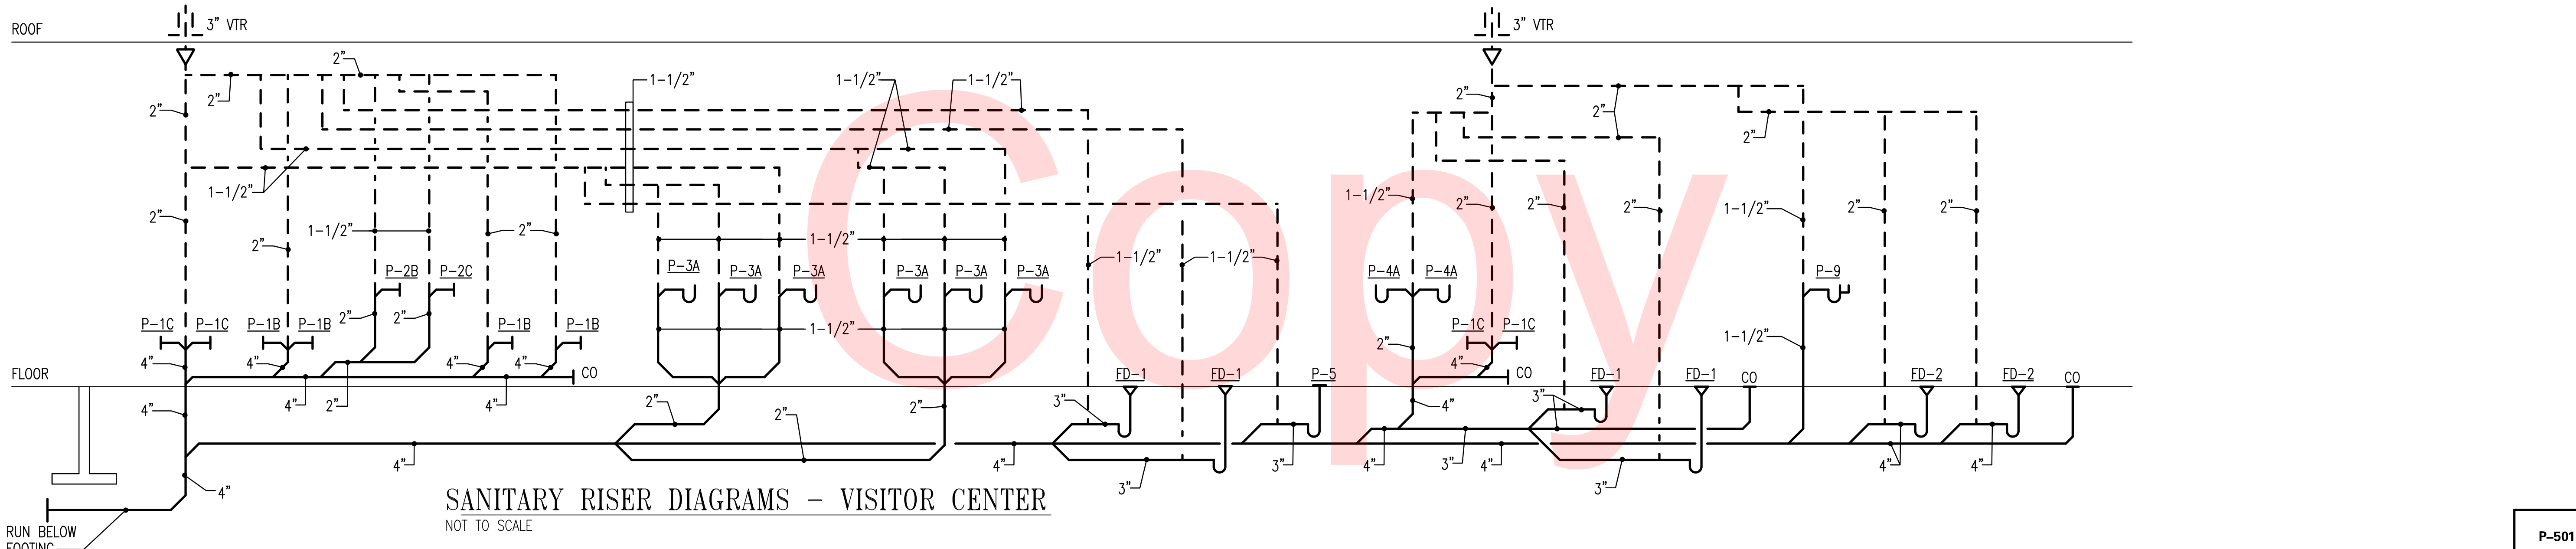 3" VTR
3" VTR
ROOF
2"
2"
2"
1-1/2"
1-1/2"
1-1/2"
2"
2"
2"
2"
1-1/2"
1-1/2"
2"
2"
2"
1-1/2"
2"
2"
2"
1-1/2"
2"
1-1/2"
1-1/2"
1-1/2"
P-2B
P-2C
P-3A
P-3A
P-3A
P-3A
P-3A
P-3A
P-4A
P-4A
P-9
2"
2"
P-1C
P-1C
P-1B
P-1B
P-1B
P-1B
1-1/2"
P-1C
P-1C
1-1/2"
2"
4"
4"
4"
4"
4"
FLOOR
CO
FD-1
FD-1
P-5
CO
FD-1
FD-1
CO
FD-2
FD-2
CO
4"
4"
2"
4"
2"
2"
2"
3"
4"
3"
4"
4"
3"
3"
4"
3"
4"
4"
4"
4"
3"
3"
SANITARY RISER DIAGRAMS – VISITOR CENTER
NOT TO SCALE
RUN BELOW
FOOTING
P-501
Copy